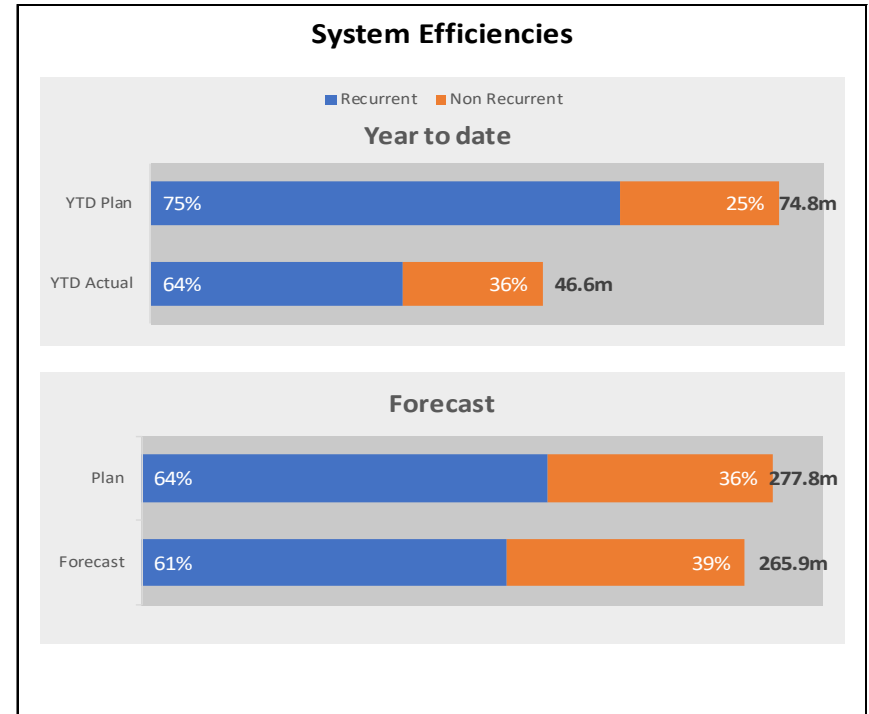 System Efficiencies
Recurrent Non Recurrent
Year to date
YTD Plan 75% 25% 74.8m
YTD Actual 64% 36% 46.6m
Forecast
Plan 64% 36% 277.8m
Forecast 61% 39% 265.9m